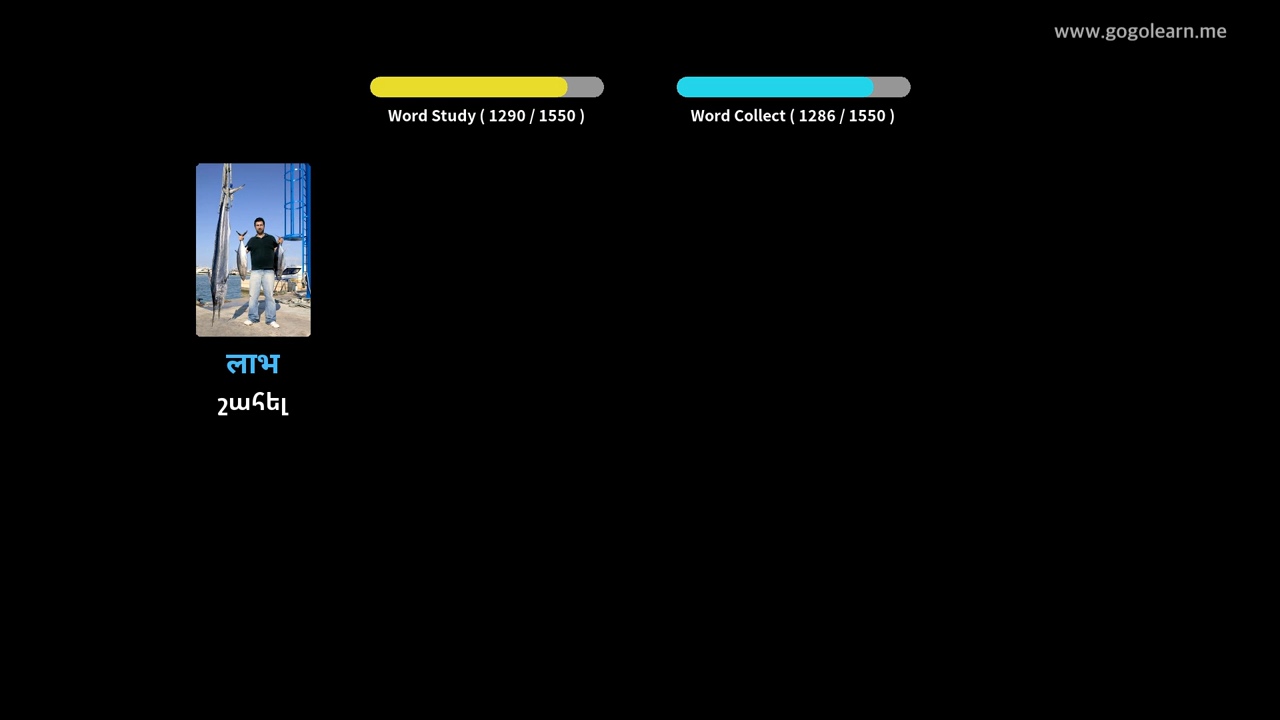 www.gogolearn.me
Word Study ( 1290 / 1550 )
Word Collect ( 1286 / 1550 )
लाभ
շահել